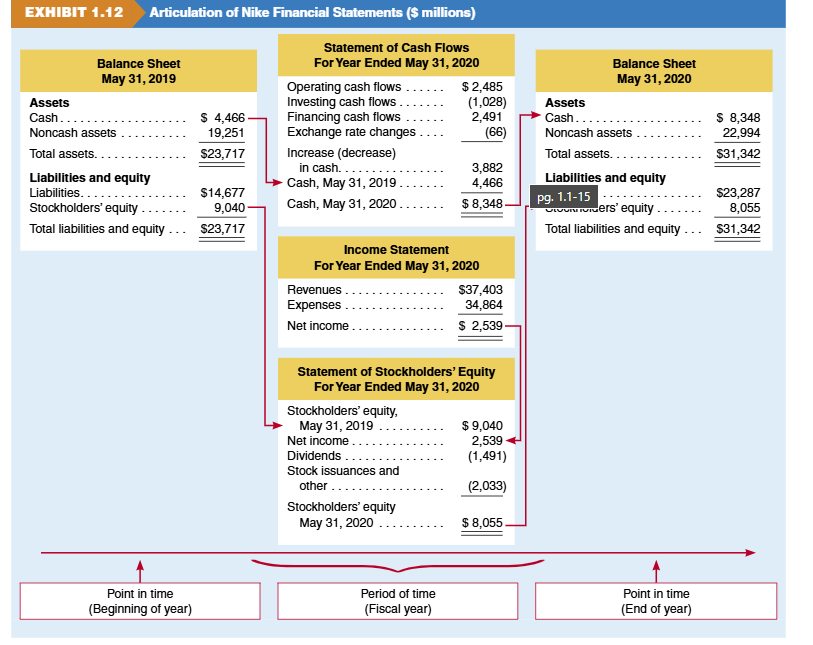 EXHIBIT 1.12 Articulation of Nike Financial Statements ($ millions)
Balance Sheet
May 31, 2019
Assets
Cash................... $ 4,466
Noncash assets .......... 19,251
Total assets.............. $23,717
Liabilities and equity
Liabilities................ $14,677
Stockholders' equity ....... 9,040
Total liabilities and equity ... $23,717
Statement of Cash Flows
For Year Ended May 31, 2020
Operating cash flows ...... $ 2,485
Investing cash flows ....... (1,028)
Financing cash flows ...... 2,491
Exchange rate changes .... (66)
Increase (decrease)
in cash............... 3,882
Cash, May 31, 2019 ....... 4,466
Cash, May 31, 2020 ....... $ 8,348
Income Statement
For Year Ended May 31, 2020
Revenues ............... $37,403
Expenses ............... 34,864
Net income .............. $ 2,539
Statement of Stockholders' Equity
For Year Ended May 31, 2020
Stockholders' equity,
May 31, 2019 .......... $ 9,040
Net income .............. 2,539
Dividends ............... (1,491)
Stock issuances and
other ................. (2,033)
Stockholders' equity
May 31, 2020 .......... $ 8,055
Balance Sheet
May 31, 2020
Assets
Cash................... $ 8,348
Noncash assets .......... 22,994
Total assets.............. $31,342
Liabilities and equity
pg. 1.1-15 ............... $23,287
equity ....... 8,055
Total liabilities and equity ... $31,342
Point in time
(Beginning of year)
Period of time
(Fiscal year)
Point in time
(End of year)